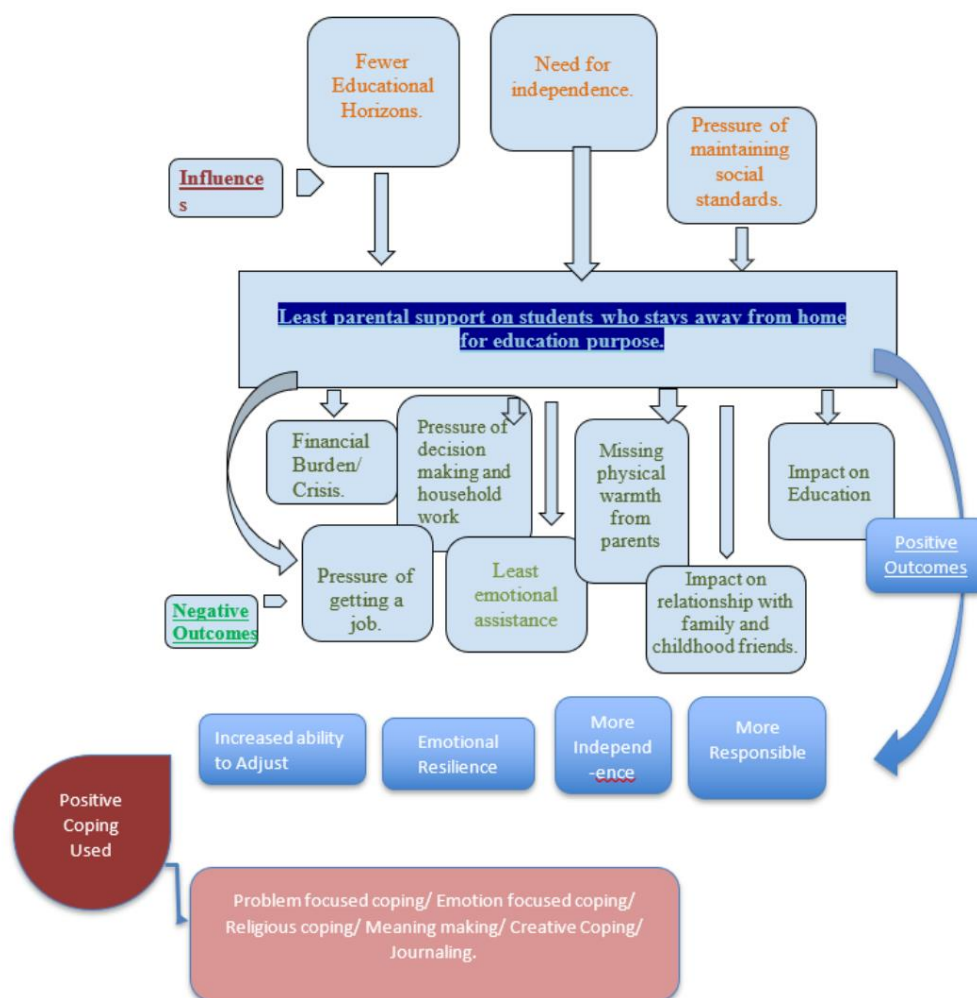 Fewer
Educational
Horizons.
Need for
independence.
Pressure of
maintaining
social
standards.
Influence
s
Least parental support on students who stays away from home
for education purpose.
Financial
Burden/
Crisis.
Pressure of
decision
making and
household
work
Missing
physical
warmth
from
parents
Impact on
Education
Positive
Outcomes
Negative
Outcomes
Pressure of
getting a
job.
Least
emotional
assistance
Impact on
relationship with
family and
childhood friends.
Increased ability
to Adjust
Emotional
Resilience
More
Independ
-ence
More
Responsible
Positive
Coping
Used
Problem focused coping/ Emotion focused coping/
Religious coping/ Meaning making/ Creative Coping/
Journaling.